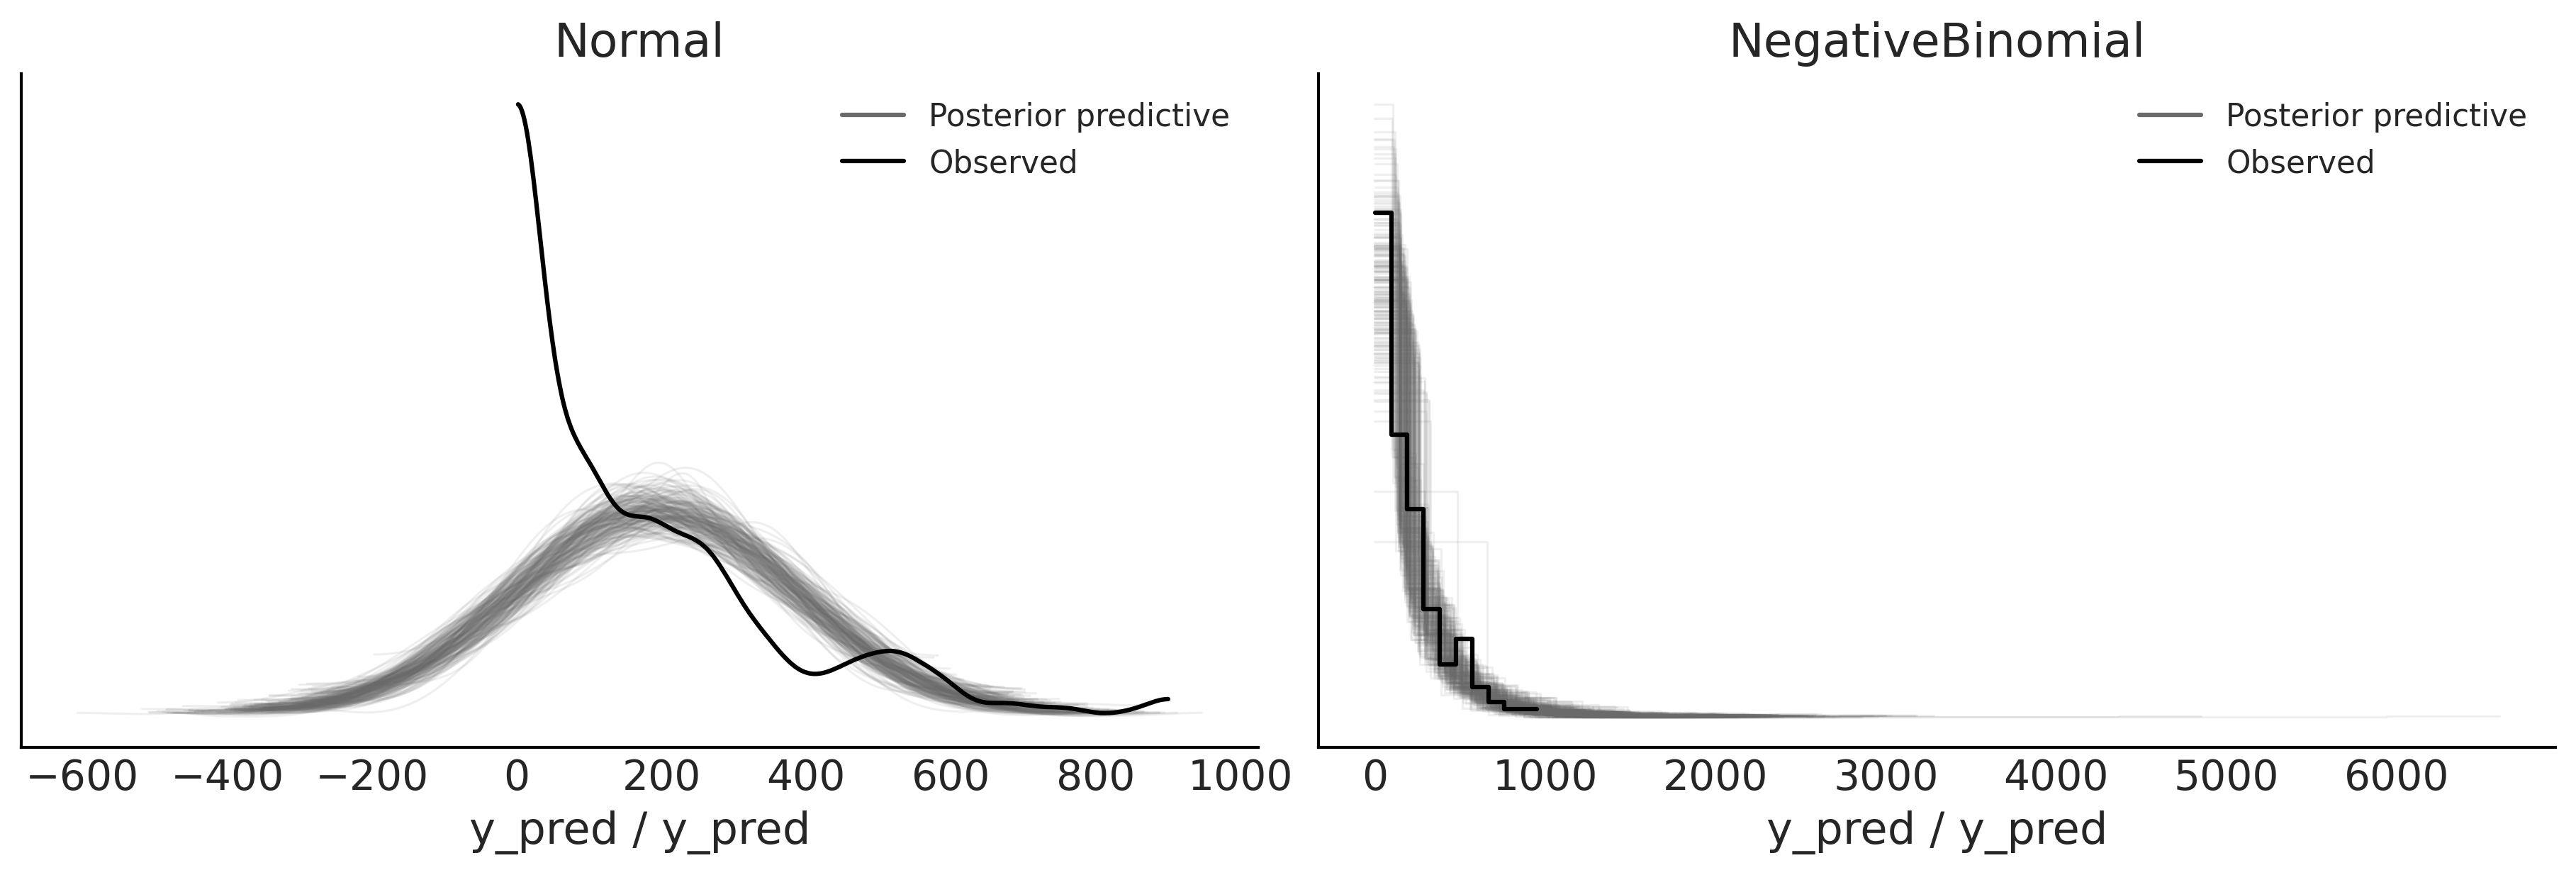 Normal
Posterior predictive
Observed
−600 −400 −200 0 200 400 600 800 1000
y_pred / y_pred
NegativeBinomial
Posterior predictive
Observed
0 1000 2000 3000 4000 5000 6000
y_pred / y_pred